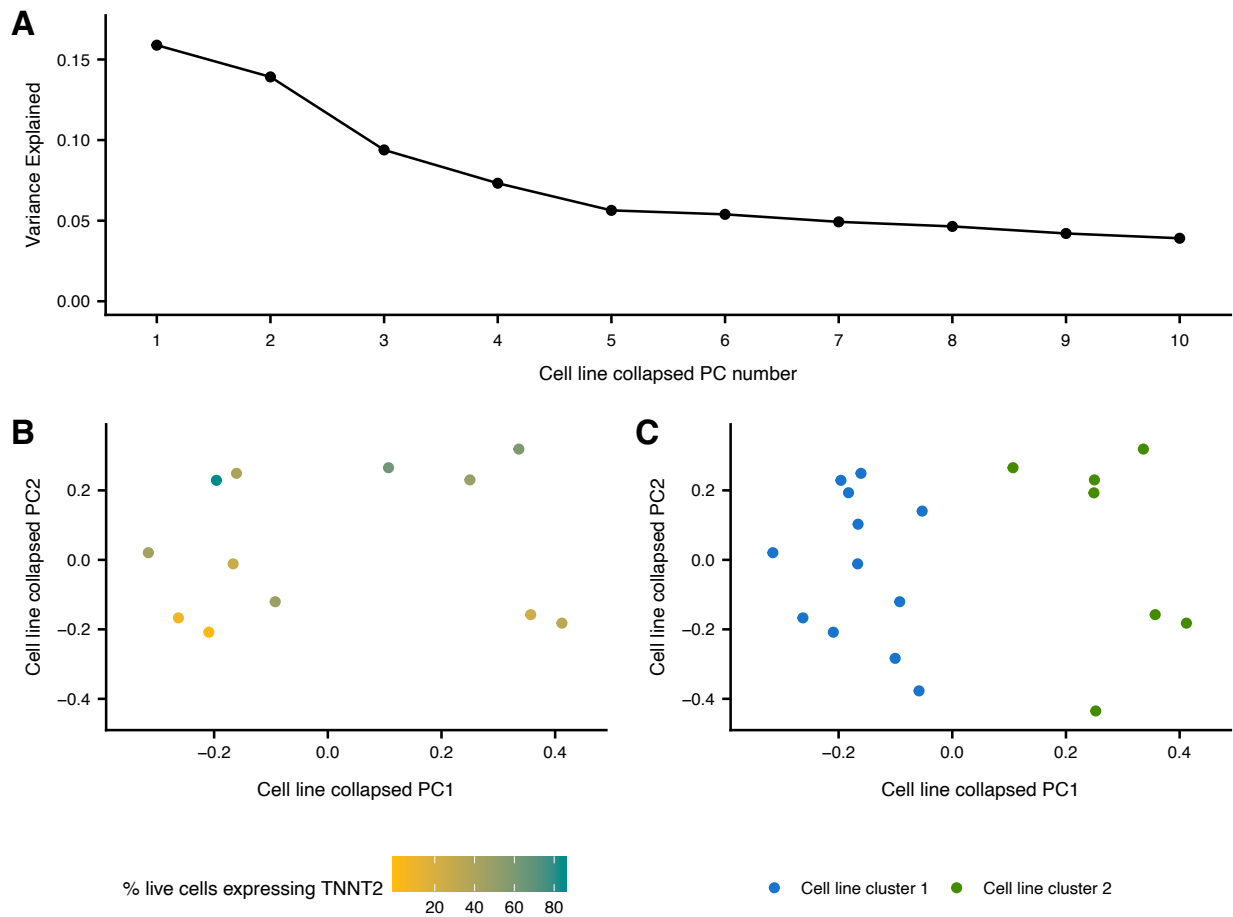 A
Variance Explained
0.15
0.10
0.05
0.00
1 2 3 4 5 6 7 8 9 10
Cell line collapsed PC number
B
Cell line collapsed PC2
0.2
0.0
−0.2
−0.4
−0.2 0.0 0.2 0.4
Cell line collapsed PC1
% live cells expressing TNNT2
20 40 60 80
C
Cell line collapsed PC2
0.2
0.0
−0.2
−0.4
−0.2 0.0 0.2 0.4
Cell line collapsed PC1
Cell line cluster 1 Cell line cluster 2